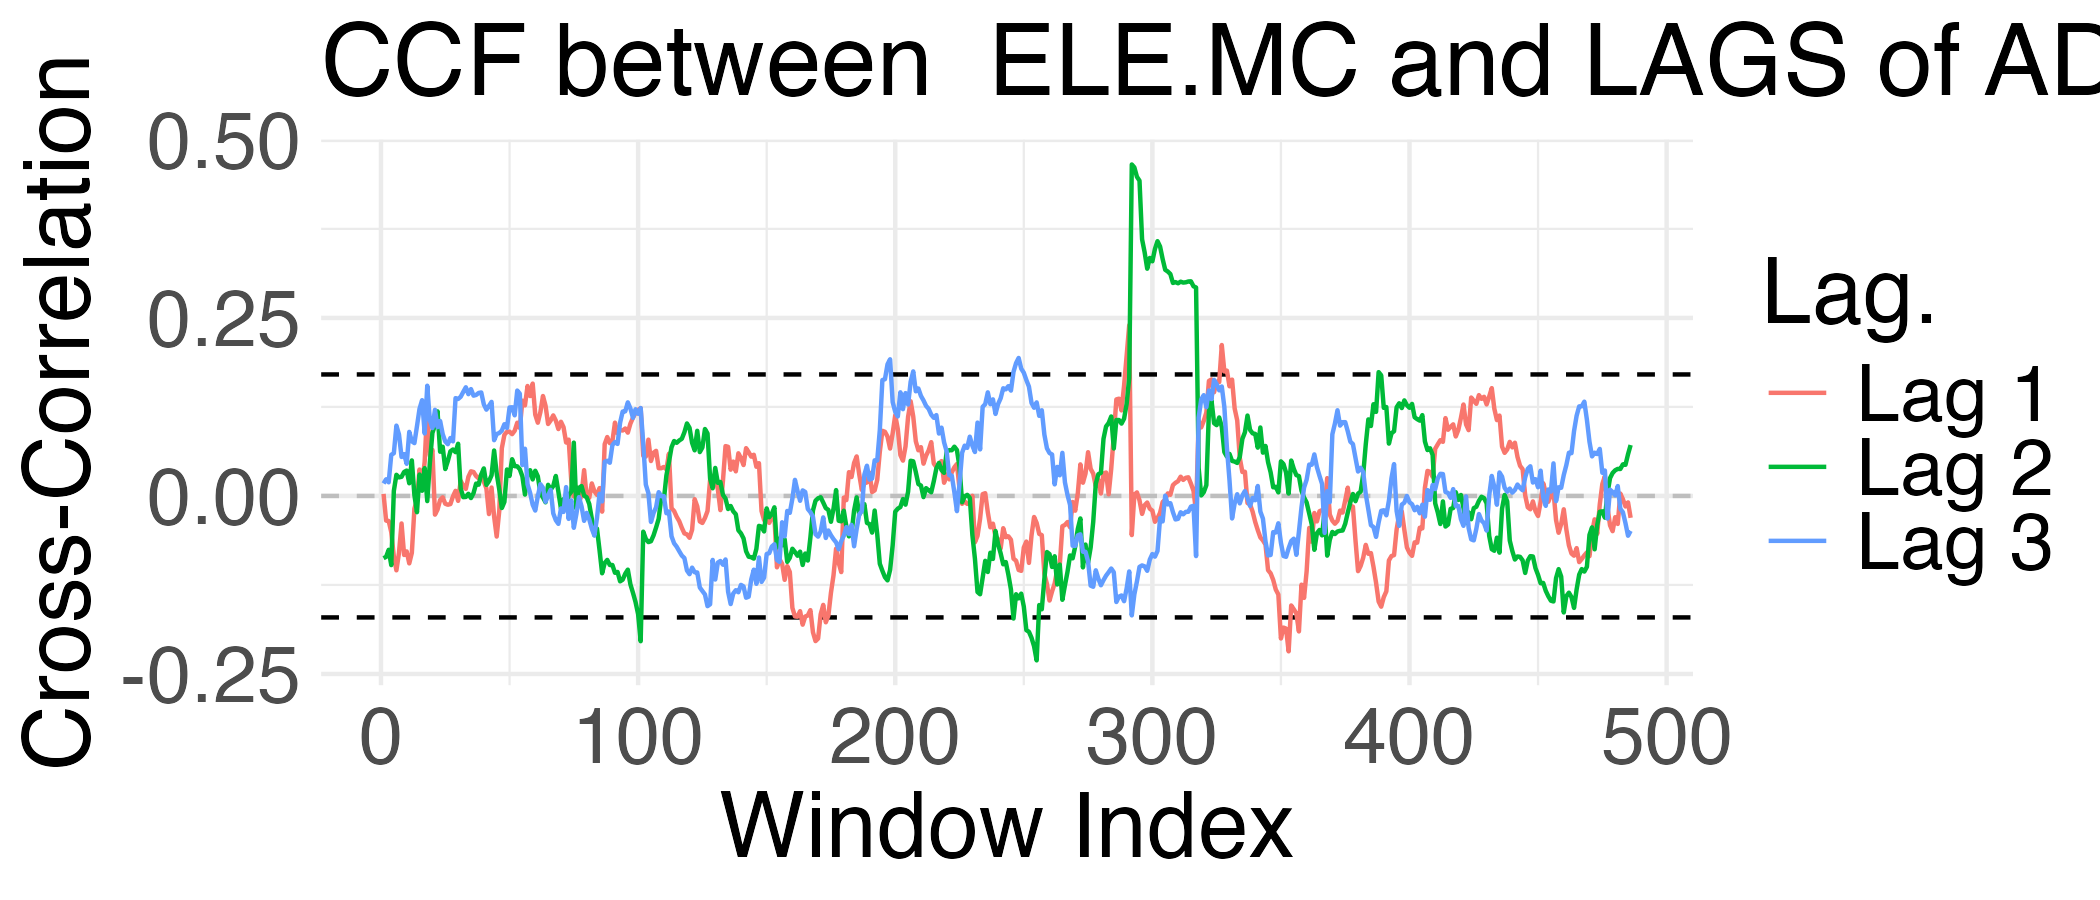 CCF between  ELE.MC and LAGS of AD
Cross-Correlation
0.50
0.25
0.00
-0.25
0
100
200
300
400
500
Window Index
Lag.
Lag 1
Lag 2
Lag 3